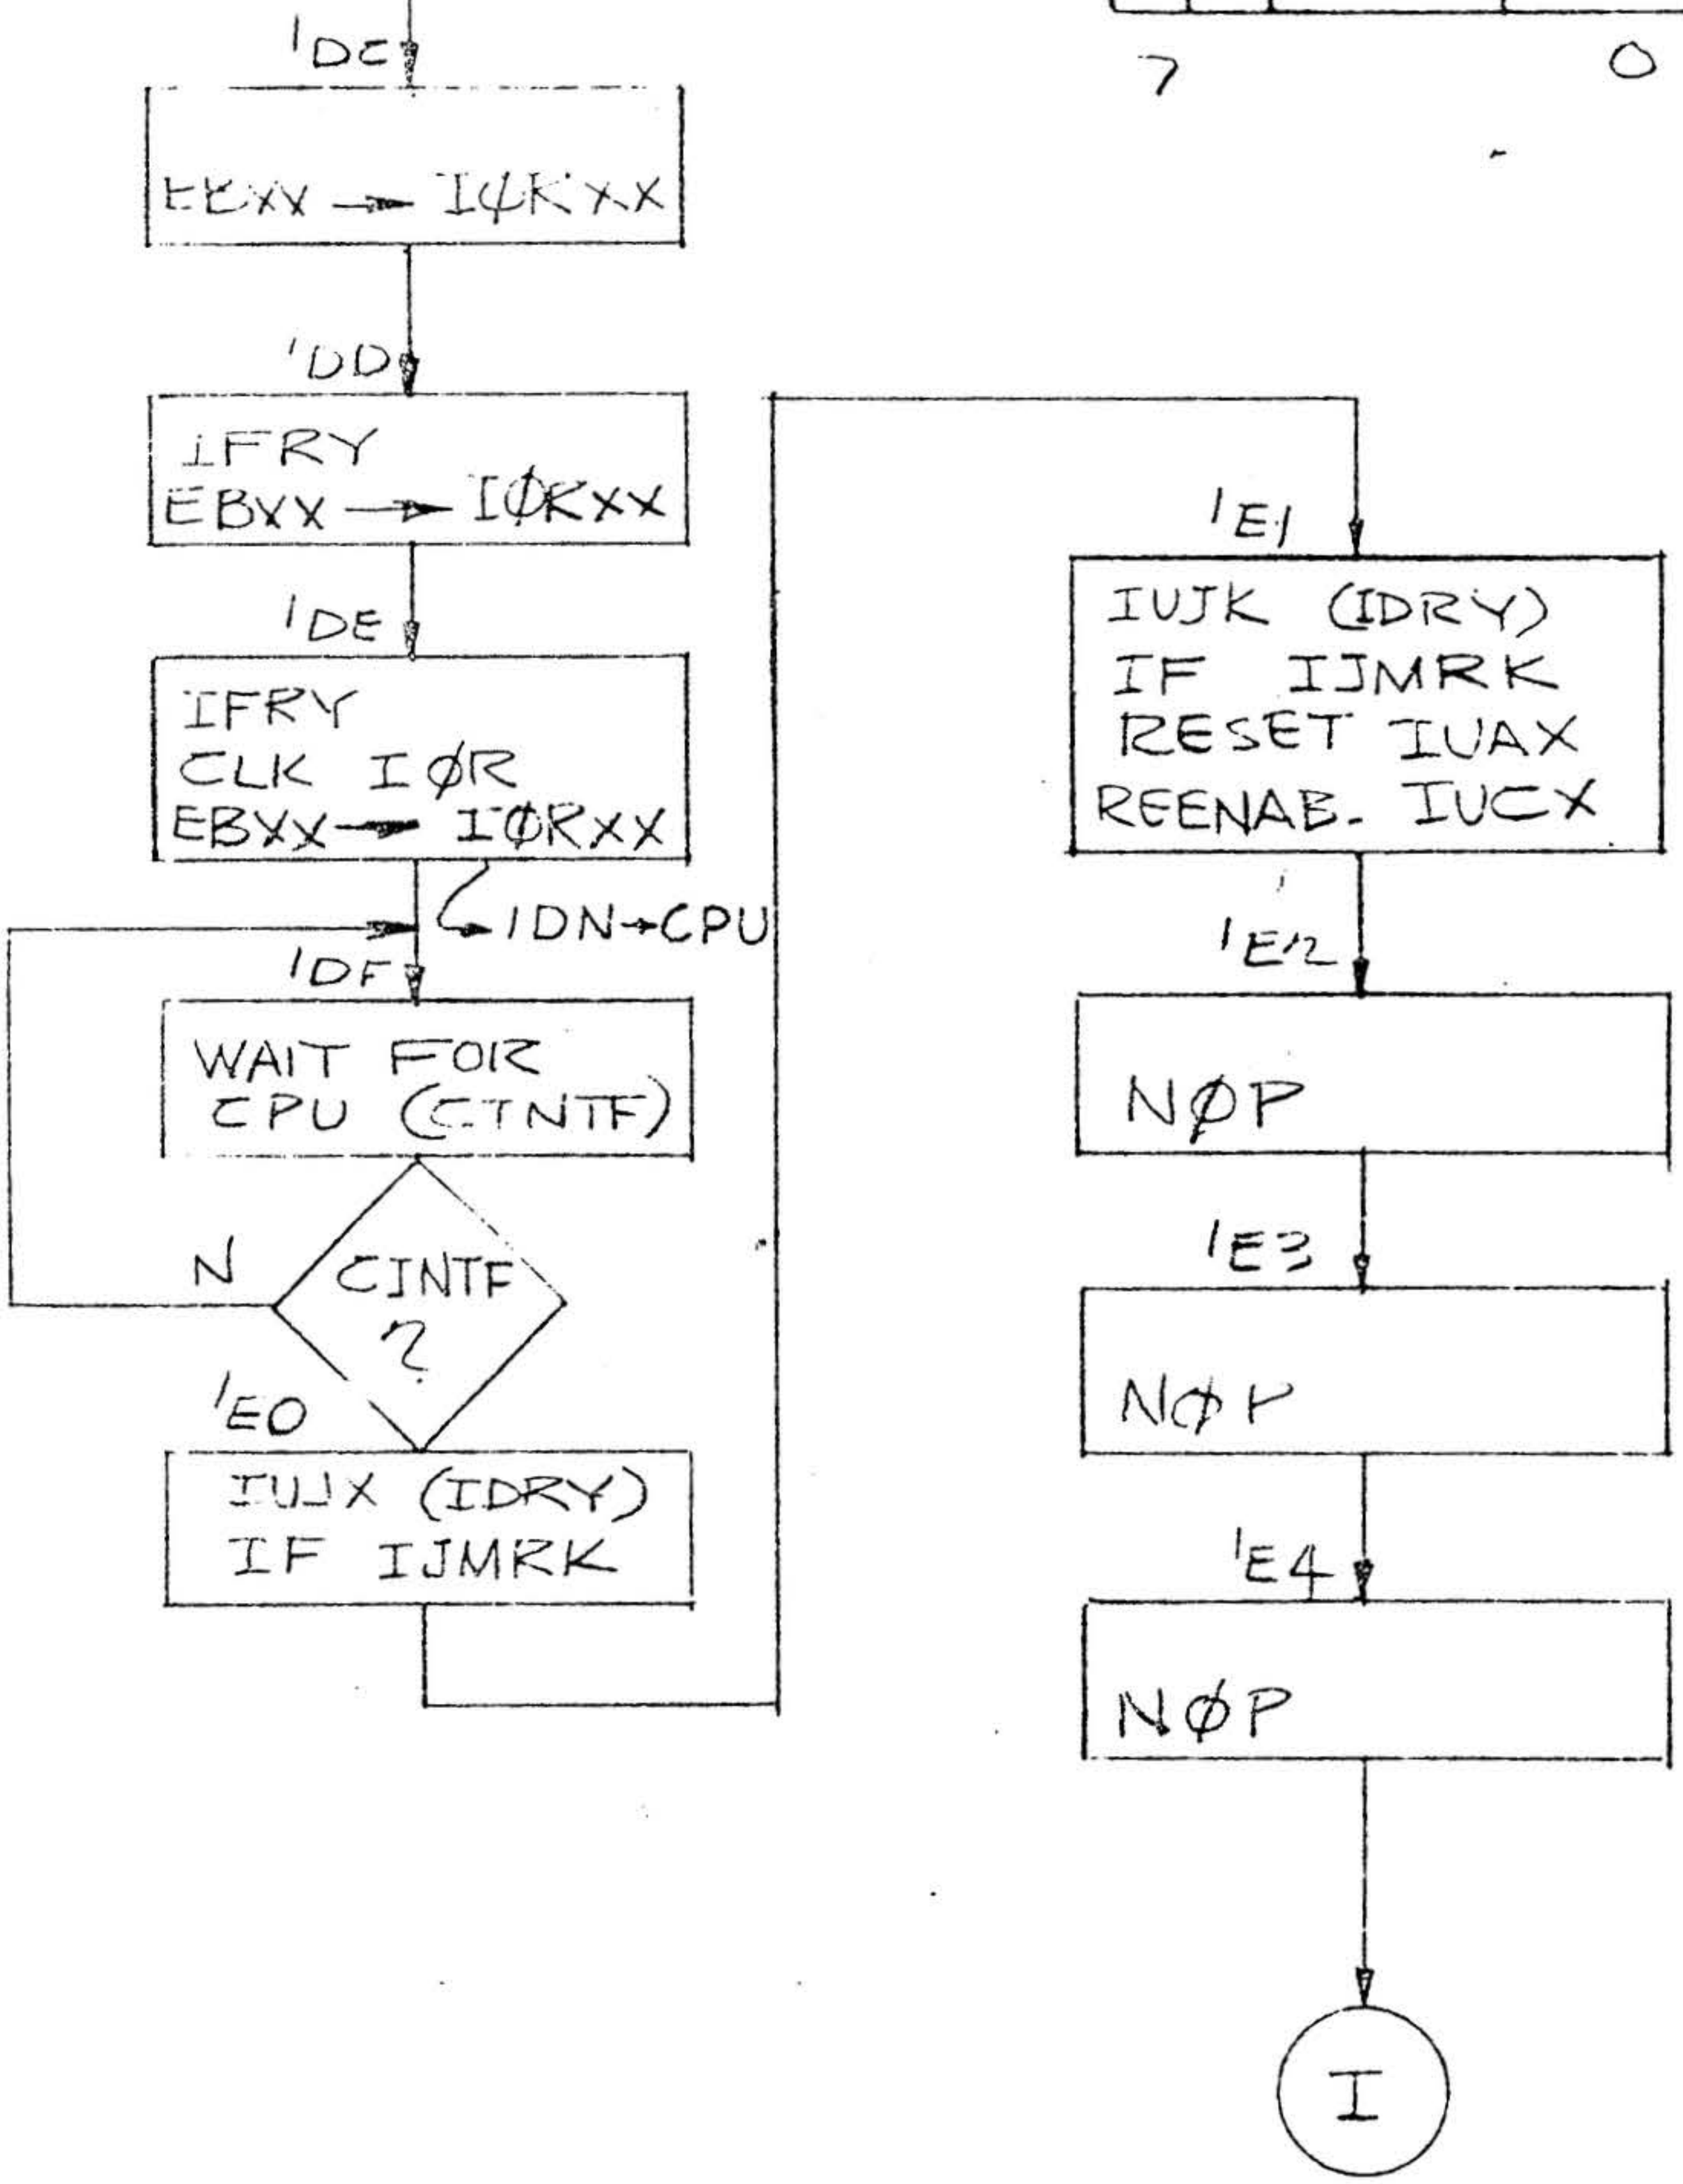 7 0
'DC
EBXX → IØRXX
'DD
IFRY
EBXX → IØRXX
'DE
IFRY
CLK IØR
EBXX → IØRXX
IDN→CPU
'DF
WAIT FOR
CPU (CINTF)
N
CINTF
?
'E0
IUJX (IDRY)
IF IJMRK
'E1
IUJK (IDRY)
IF IJMRK
RESET IUAX
REENAB. IUCX
'E2
NØP
'E3
NØP
'E4
NØP
I